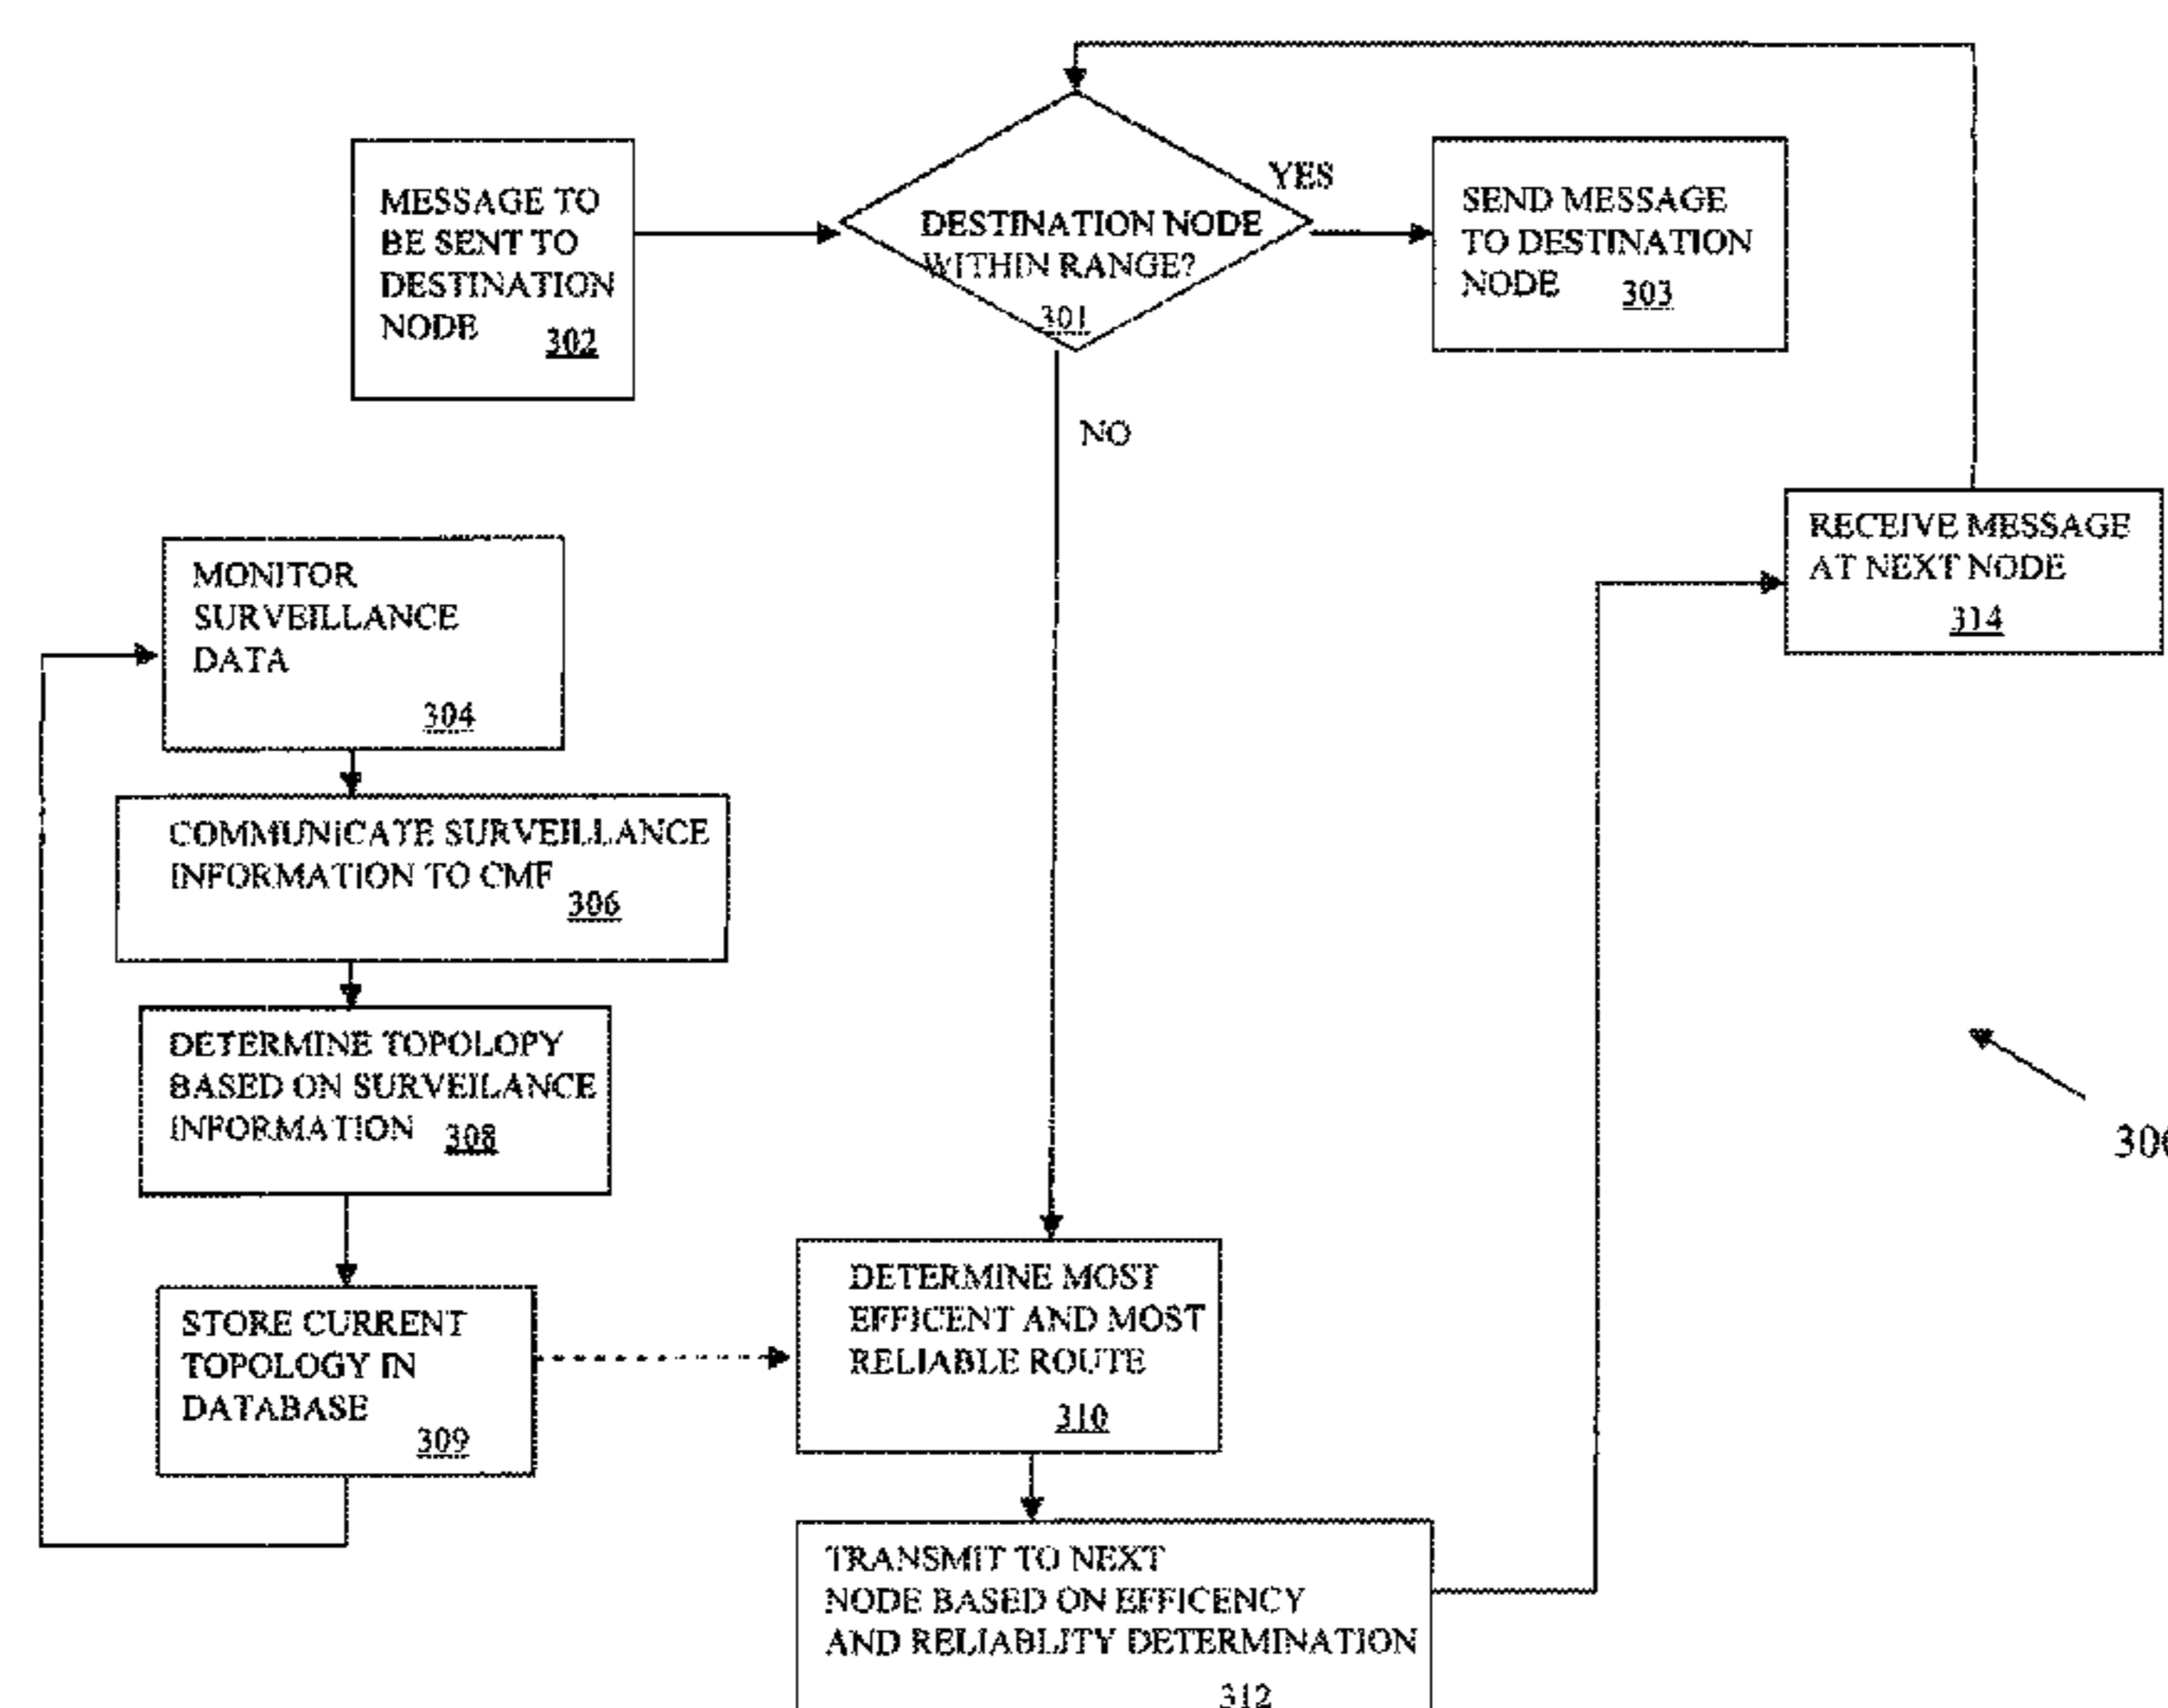 MESSAGE TO
BE SENT TO
DESTINATION
NODE
302
DESTINATION NODE
WITHIN RANGE?
301
YES
NO
SEND MESSAGE
TO DESTINATION
NODE 303
RECEIVE MESSAGE
AT NEXT NODE
314
MONITOR
SURVEILLANCE
DATA
304
COMMUNICATE SURVEILLANCE
INFORMATION TO CMF
306
DETERMINE TOPOLOPY
BASED ON SURVEILANCE
INFORMATION 308
STORE CURRENT
TOPOLOGY IN
DATABASE
309
DETERMINE MOST
EFFICENT AND MOST
RELIABLE ROUTE
310
TRANSMIT TO NEXT
NODE BASED ON EFFICENCY
AND RELIABLITY DETERMINATION
312